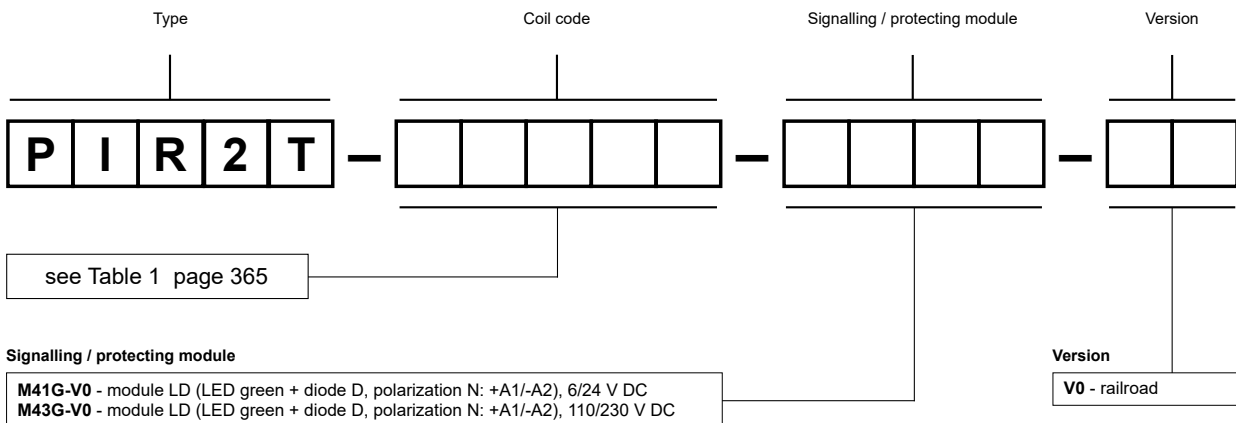 Type Coil code Signalling / protecting module Version
P I R 2 T – – –
see Table 1 page 365
Signalling / protecting module
M41G-V0 - module LD (LED green + diode D, polarization N: +A1/-A2), 6/24 V DC
M43G-V0 - module LD (LED green + diode D, polarization N: +A1/-A2), 110/230 V DC
Version
V0 - railroad